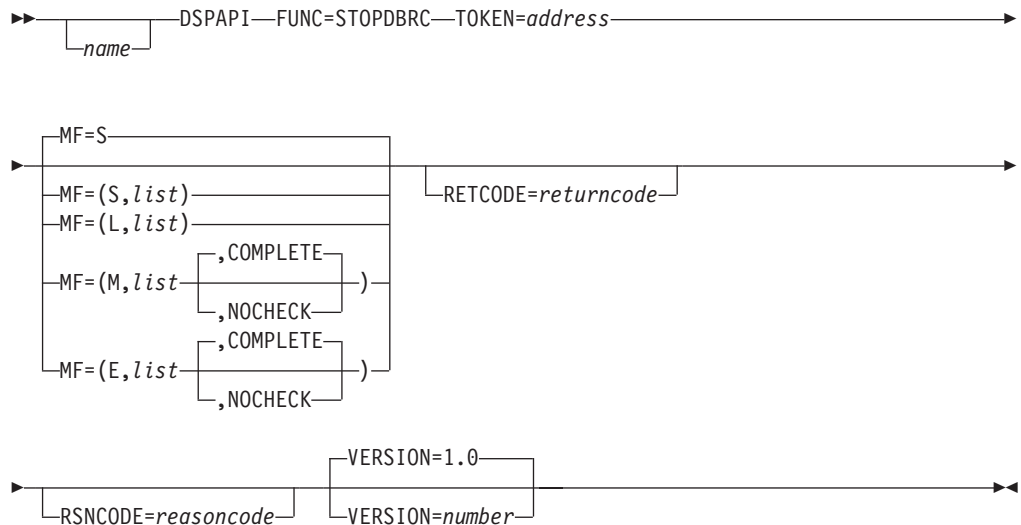 DSPAPI FUNC=STOPDBRC TOKEN=address
name
MF=S
MF=(S,list)
RETCODE=returncode
MF=(L,list)
,COMPLETE
MF=(M,list )
,NOCHECK
,COMPLETE
MF=(E,list )
,NOCHECK
VERSION=1.0
RSNCODE=reasoncode VERSION=number